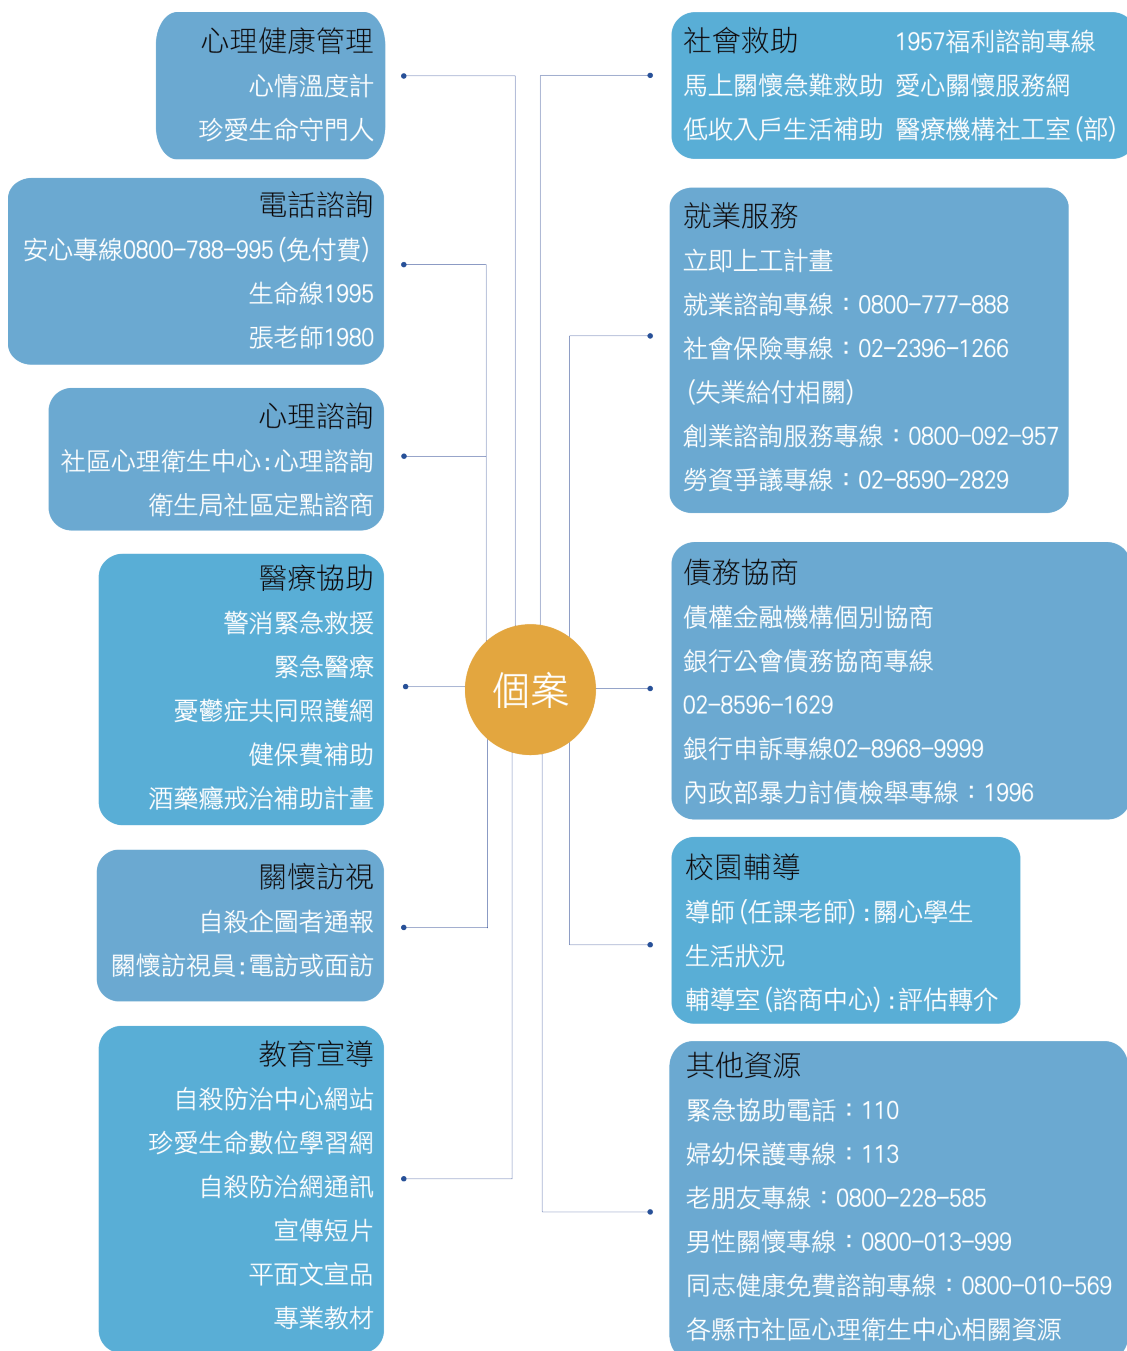 心理健康管理
心情溫度計
珍愛生命守門人
電話諮詢
安心專線0800-788-995(免付費)
生命線1995
張老師1980
心理諮詢
社區心理衛生中心:心理諮詢
衛生局社區定點諮商
醫療協助
警消緊急救援
緊急醫療
憂鬱症共同照護網
健保費補助
酒藥癮戒治補助計畫
關懷訪視
自殺企圖者通報
關懷訪視員:電訪或面訪
教育宣導
自殺防治中心網站
珍愛生命數位學習網
自殺防治網通訊
宣傳短片
平面文宣品
專業教材
個案
社會救助 1957福利諮詢專線
馬上關懷急難救助 愛心關懷服務網
低收入戶生活補助 醫療機構社工室(部)
就業服務
立即上工計畫
就業諮詢專線：0800-777-888
社會保險專線：02-2396-1266
(失業給付相關)
創業諮詢服務專線：0800-092-957
勞資爭議專線：02-8590-2829
債務協商
債權金融機構個別協商
銀行公會債務協商專線
02-8596-1629
銀行申訴專線02-8968-9999
內政部暴力討債檢舉專線：1996
校園輔導
導師(任課老師):關心學生
生活狀況
輔導室(諮商中心):評估轉介
其他資源
緊急協助電話：110
婦幼保護專線：113
老朋友專線：0800-228-585
男性關懷專線：0800-013-999
同志健康免費諮詢專線：0800-010-569
各縣市社區心理衛生中心相關資源